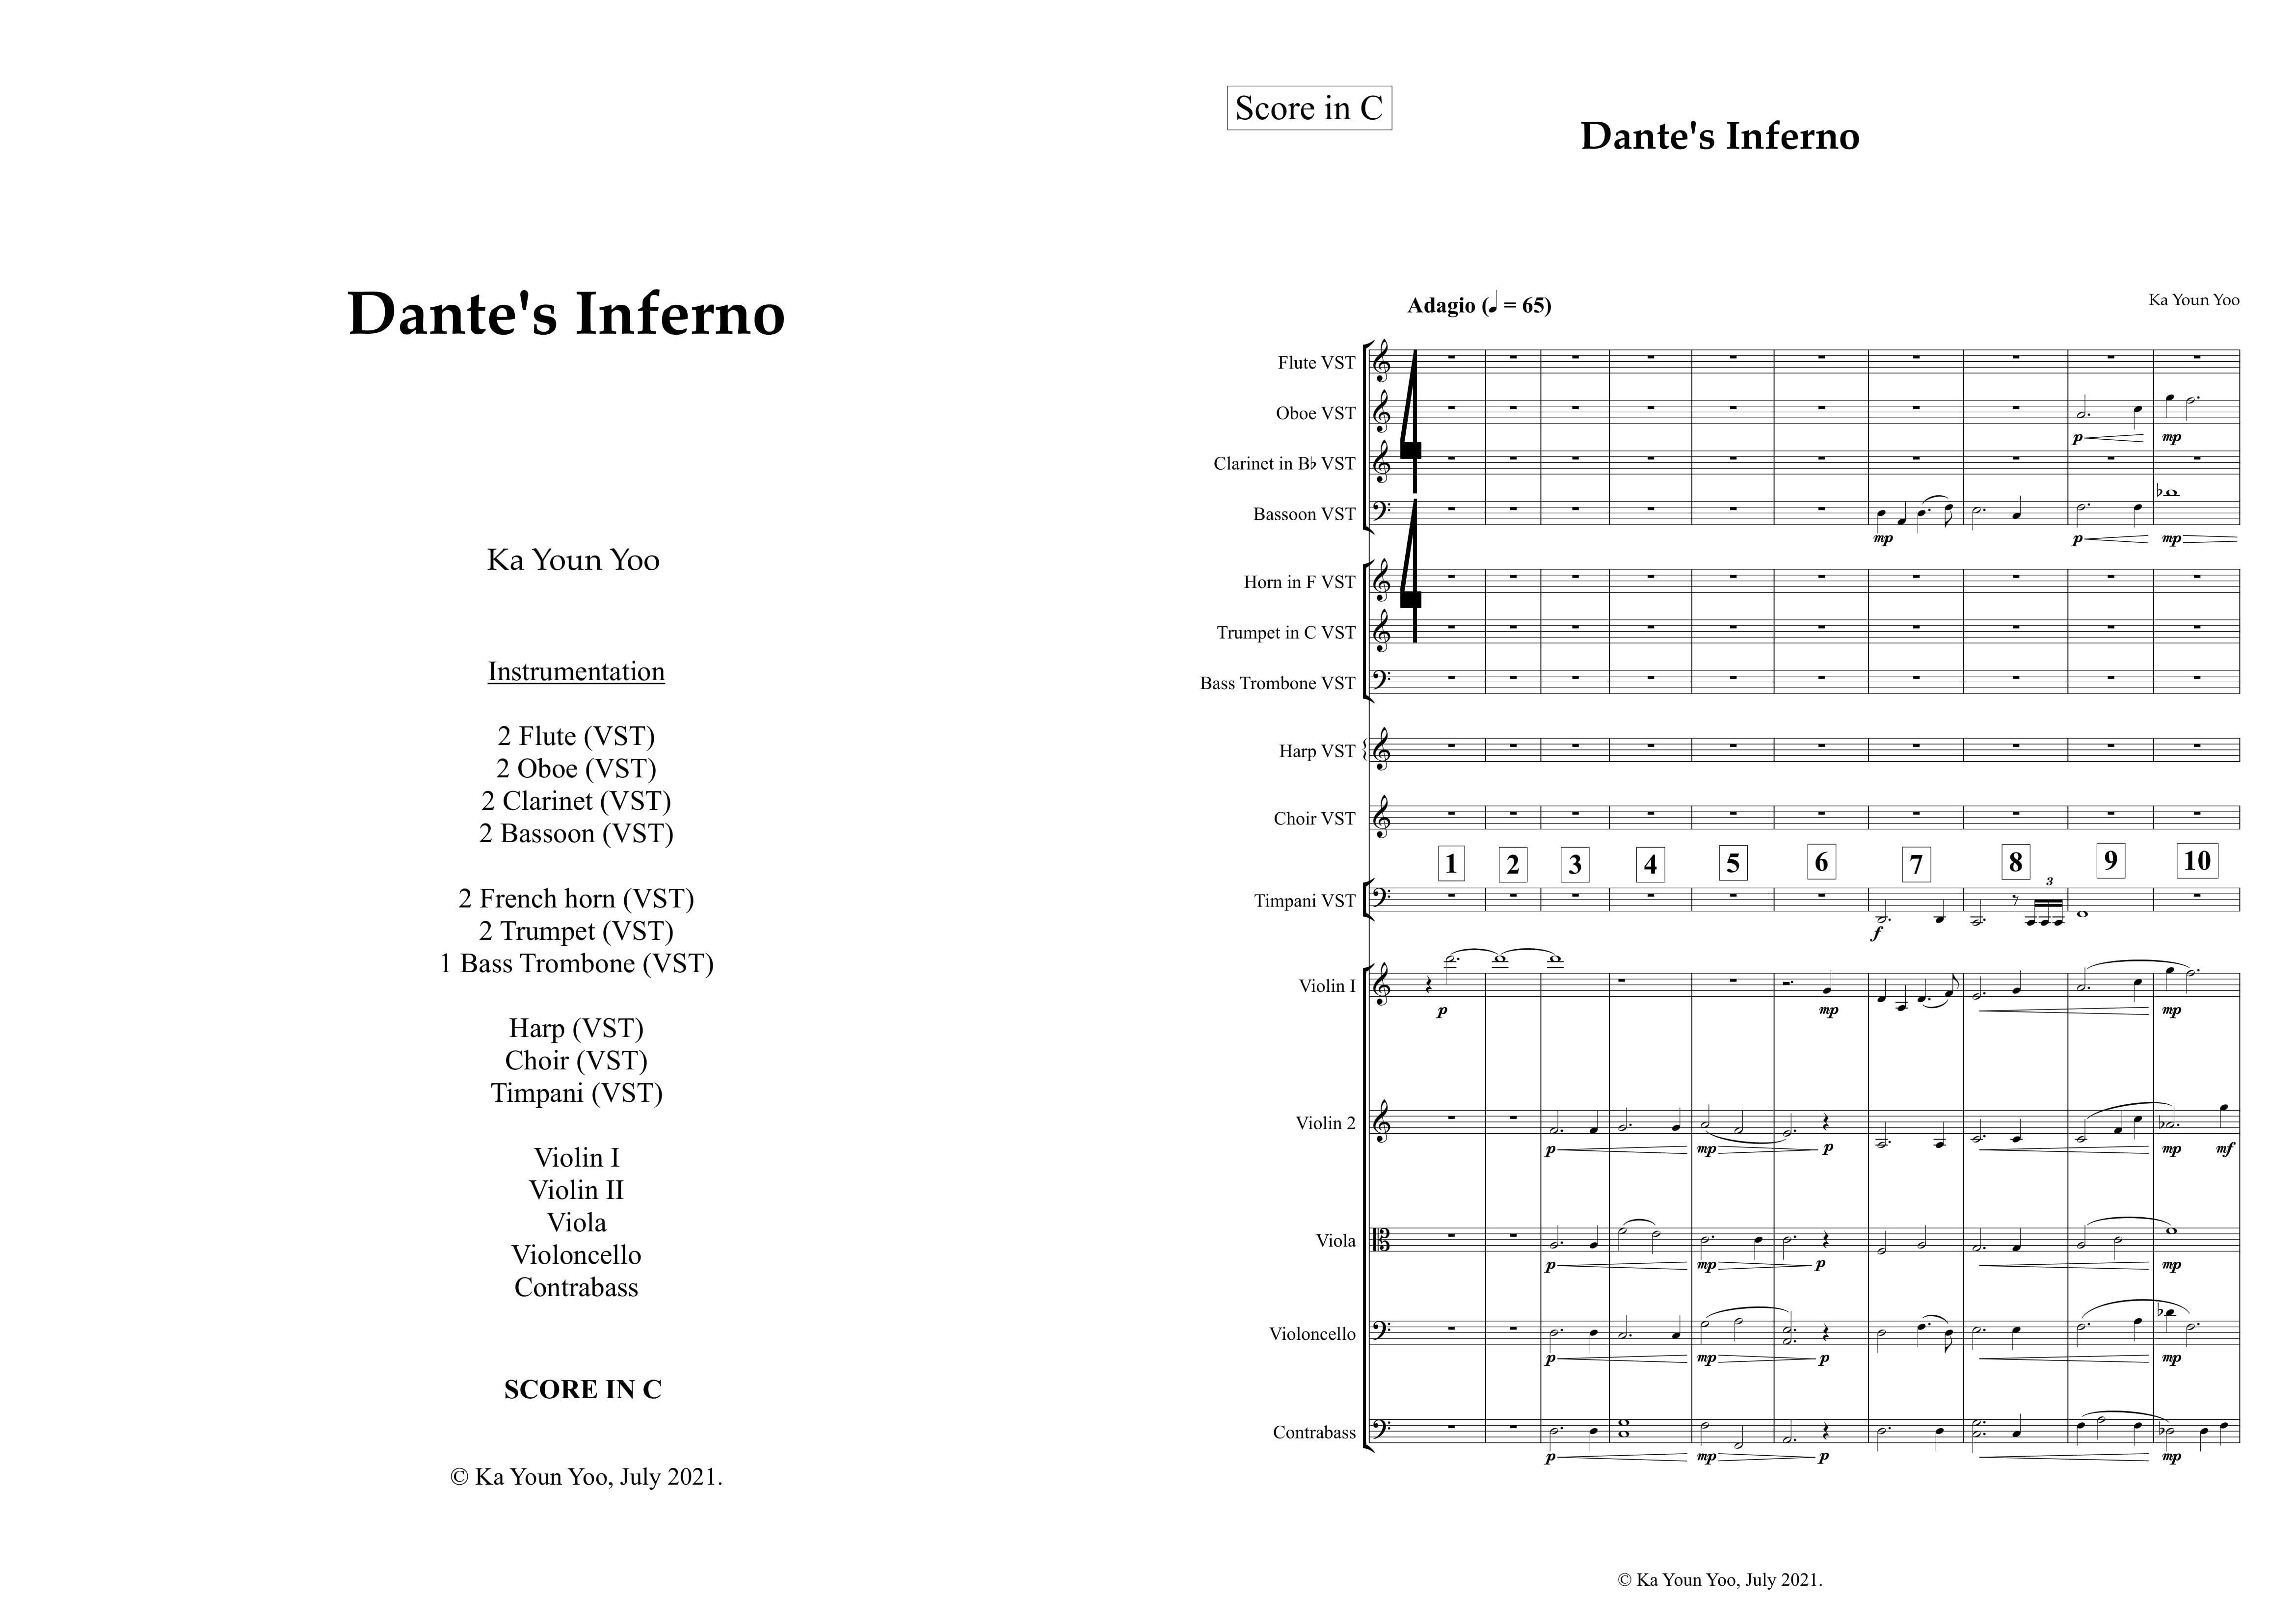 Dante's Inferno
Ka Youn Yoo
Instrumentation
2 Flute (VST)
2 Oboe (VST)
2 Clarinet (VST)
2 Bassoon (VST)
2 French horn (VST)
2 Trumpet (VST)
1 Bass Trombone (VST)
Harp (VST)
Choir (VST)
Timpani (VST)
Violin I
Violin II
Viola
Violoncello
Contrabass
SCORE IN C
© Ka Youn Yoo, July 2021.
Score in C
Dante's Inferno
Adagio (♩ = 65)
Ka Youn Yoo
Flute VST
Oboe VST
p mp
Clarinet in B♭ VST
Bassoon VST
mp p mp
Horn in F VST
Trumpet in C VST
Bass Trombone VST
Harp VST
Choir VST
1 2 3 4 5 6 7 8 9 10
3
Timpani VST
f
Violin I
p mp mp
Violin 2
p mp p mp mf
Viola
p mp p mp
Violoncello
p mp p mp
Contrabass
p mp p mp
© Ka Youn Yoo, July 2021.